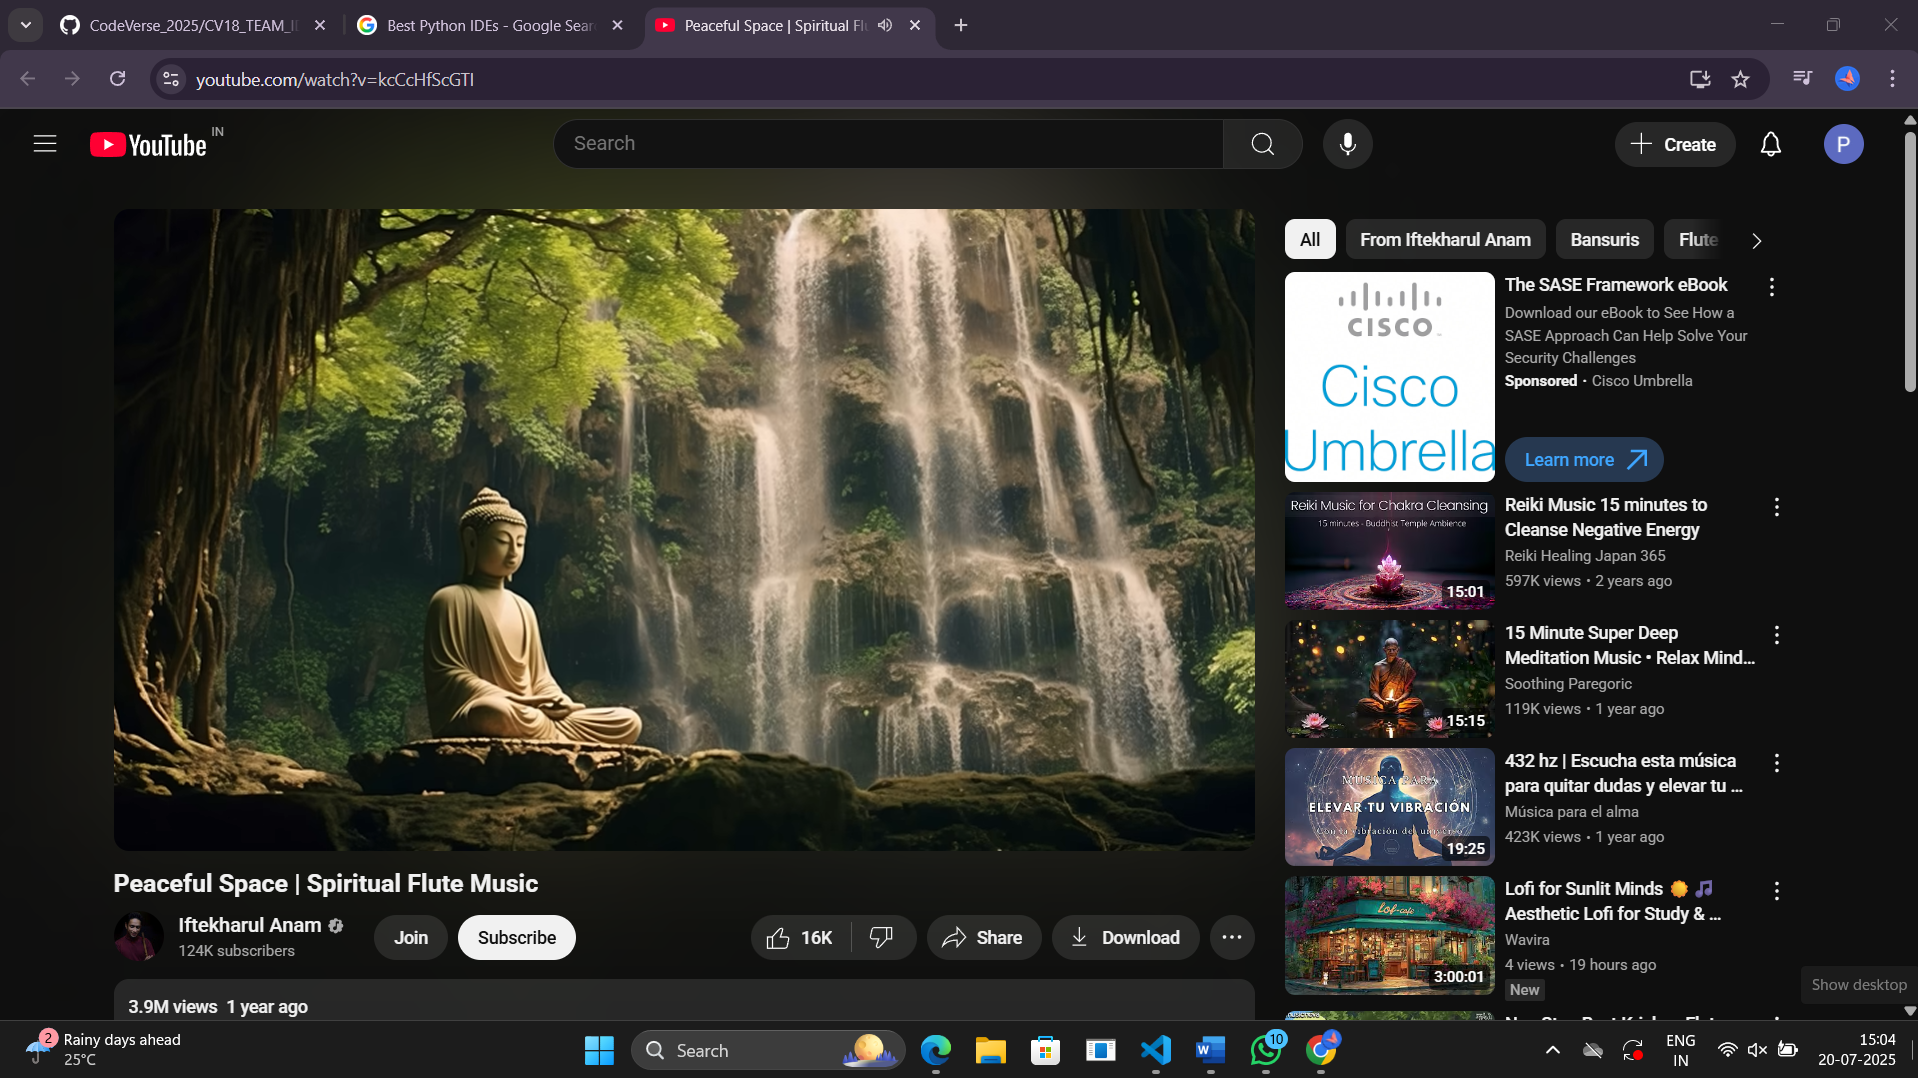 CodeVerse_2025/CV18_TEAM_I
Best Python IDEs - Google Sear
Peaceful Space | Spiritual Fl
youtube.com/watch?v=kcCcHfScGTI
YouTube IN
Search
Create
P
All
From Iftekharul Anam
Bansuris
Flute
CISCO
Cisco
Umbrella
The SASE Framework eBook
Download our eBook to See How a
SASE Approach Can Help Solve Your
Security Challenges
Sponsored • Cisco Umbrella
Learn more
Reiki Music for Chakra Cleansing
15 minutes - Buddhist Temple Ambience
15:01
Reiki Music 15 minutes to
Cleanse Negative Energy
Reiki Healing Japan 365
597K views • 2 years ago
15:15
15 Minute Super Deep
Meditation Music • Relax Mind...
Soothing Paregoric
119K views • 1 year ago
MÚSICA PARA
ELEVAR TU VIBRACIÓN
Con la vibración del universo
19:25
432 hz | Escucha esta música
para quitar dudas y elevar tu ...
Música para el alma
423K views • 1 year ago
lofi-cafe
3:00:01
Lofi for Sunlit Minds 🌼 🎵
Aesthetic Lofi for Study & ...
Wavira
4 views • 19 hours ago
New
Peaceful Space | Spiritual Flute Music
Iftekharul Anam
124K subscribers
Join
Subscribe
16K
Share
Download
3.9M views 1 year ago
Show desktop
2
Rainy days ahead
25°C
Search
W
10
ENG
IN
15:04
20-07-2025